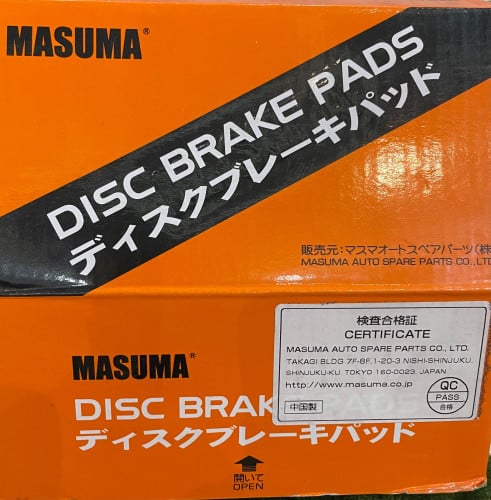 MASUMA®
DISC BRAKE PADS
ディスクブレーキパッド
販売元:マスマオートスペアパーツ(株
MASUMA AUTO SPARE PARTS CO.,LTD
検査合格証
CERTIFICATE
MASUMA AUTO SPARE PARTS CO., LTD.
TAKAGI BLDG 7F-8F,1-20-3 NISHI-SHINJUKU,
SHINJUKU-KU, TOKYO 160-0023, JAPAN
http://www.masuma.co.jp
中国製
QC
PASS
合格
MASUMA®
DISC BRAKE PADS
ディスクブレーキパッド
開いて
OPEN